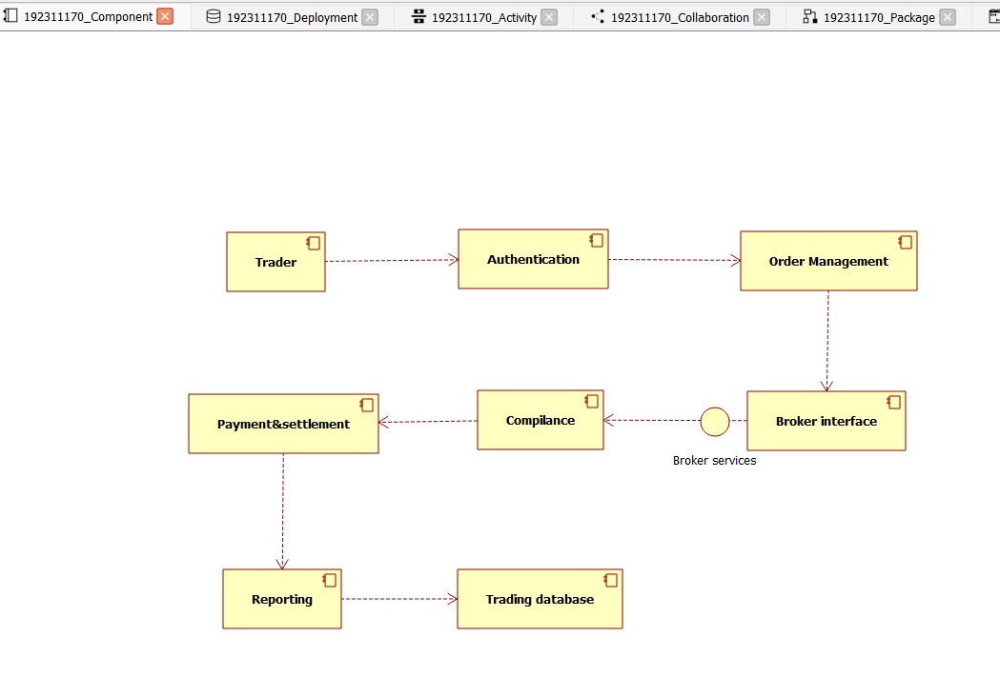 192311170_Component
192311170_Deployment
192311170_Activity
192311170_Collaboration
192311170_Package
Trader
Authentication
Order Management
Payment&settlement
Compilance
Broker interface
Broker services
Reporting
Trading database